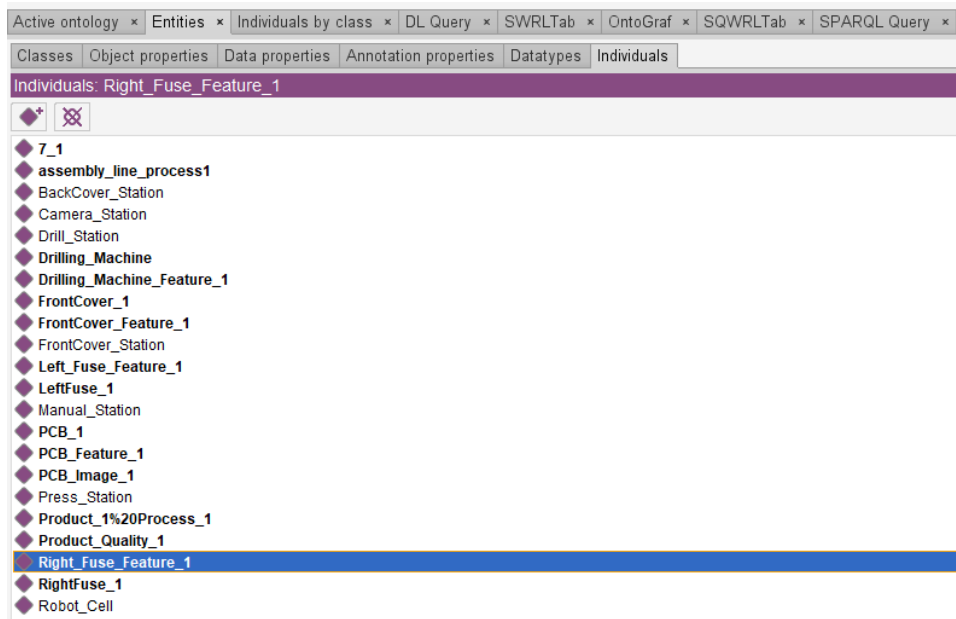 Active ontology × Entities × Individuals by class × DL Query × SWRLTab × OntoGraf × SQWRLTab × SPARQL Query ×
Classes Object properties Data properties Annotation properties Datatypes Individuals
Individuals: Right_Fuse_Feature_1
7_1
assembly_line_process1
BackCover_Station
Camera_Station
Drill_Station
Drilling_Machine
Drilling_Machine_Feature_1
FrontCover_1
FrontCover_Feature_1
FrontCover_Station
Left_Fuse_Feature_1
LeftFuse_1
Manual_Station
PCB_1
PCB_Feature_1
PCB_Image_1
Press_Station
Product_1%20Process_1
Product_Quality_1
Right_Fuse_Feature_1
RightFuse_1
Robot_Cell